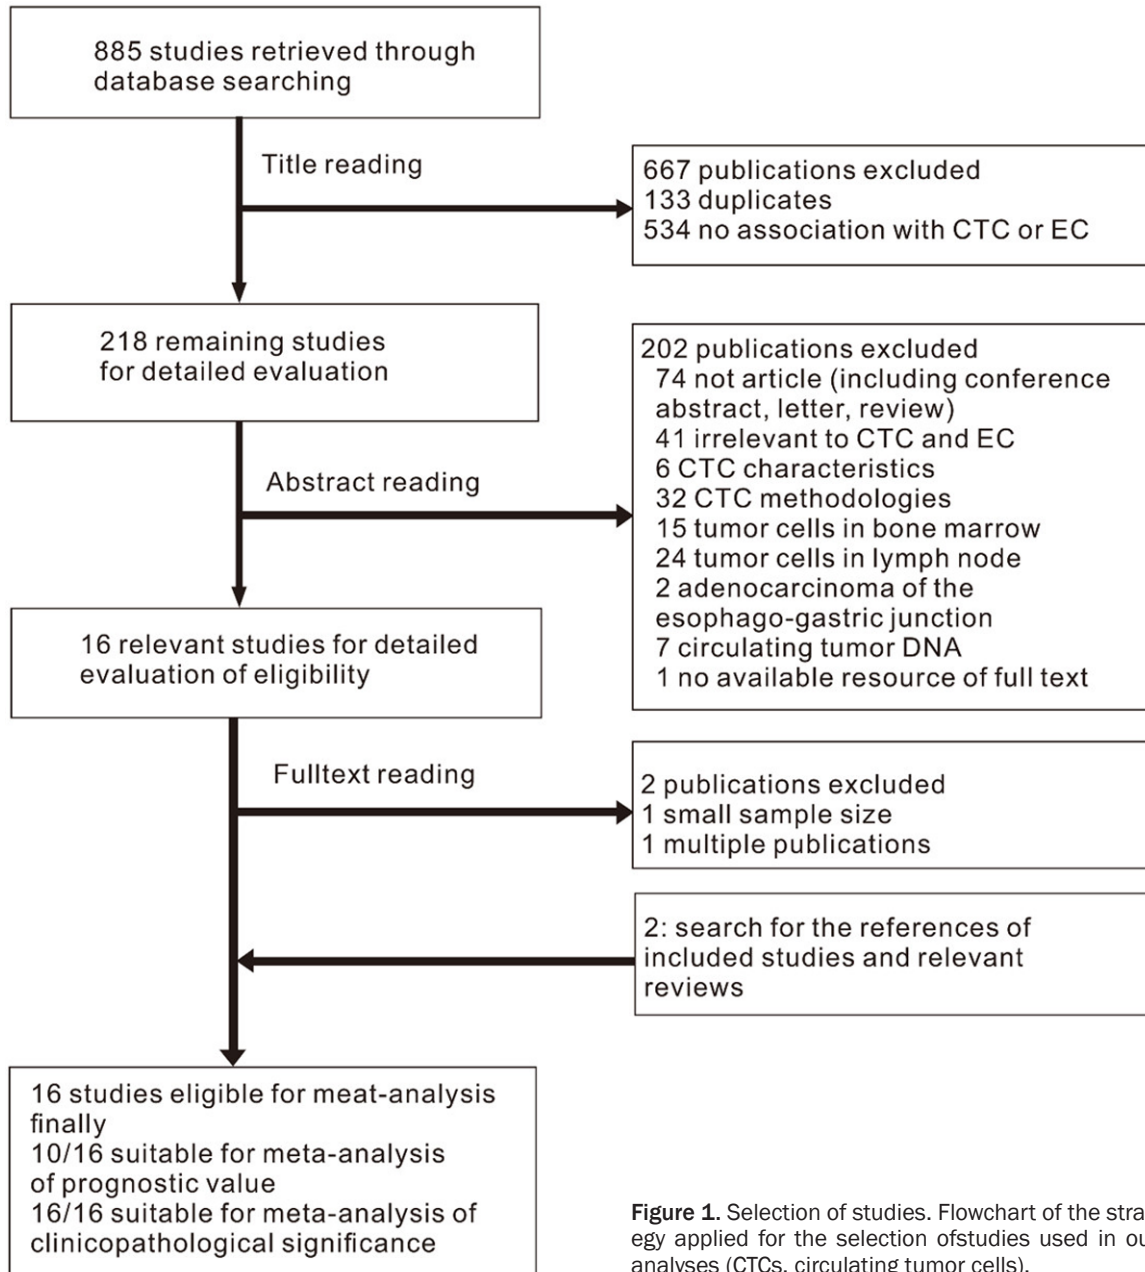 885 studies retrieved through
database searching
Title reading
667 publications excluded
133 duplicates
534 no association with CTC or EC
218 remaining studies
for detailed evaluation
Abstract reading
202 publications excluded
74 not article (including conference
abstract, letter, review)
41 irrelevant to CTC and EC
6 CTC characteristics
32 CTC methodologies
15 tumor cells in bone marrow
24 tumor cells in lymph node
2 adenocarcinoma of the
esophago-gastric junction
7 circulating tumor DNA
1 no available resource of full text
16 relevant studies for detailed
evaluation of eligibility
Fulltext reading
2 publications excluded
1 small sample size
1 multiple publications
2: search for the references of
included studies and relevant
reviews
16 studies eligible for meat-analysis
finally
10/16 suitable for meta-analysis
of prognostic value
16/16 suitable for meta-analysis of
clinicopathological significance
Figure 1. Selection of studies. Flowchart of the stra
egy applied for the selection ofstudies used in ou
analyses (CTCs, circulating tumor cells).